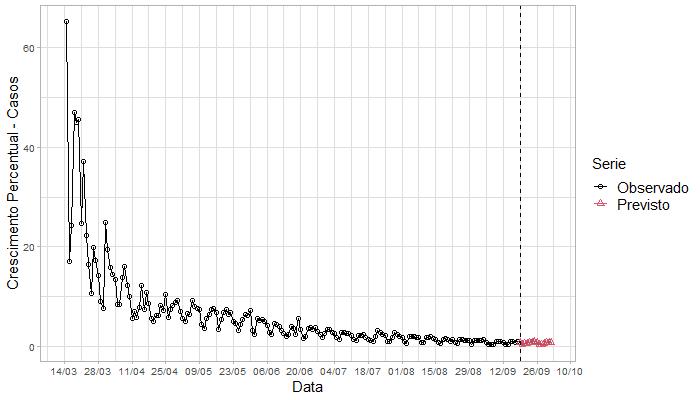 Crescimento Percentual - Casos
60
40
20
0
14/03 28/03 11/04 25/04 09/05 23/05 06/06 20/06 04/07 18/07 01/08 15/08 29/08 12/09 26/09 10/10
Data
Serie
Observado
Previsto